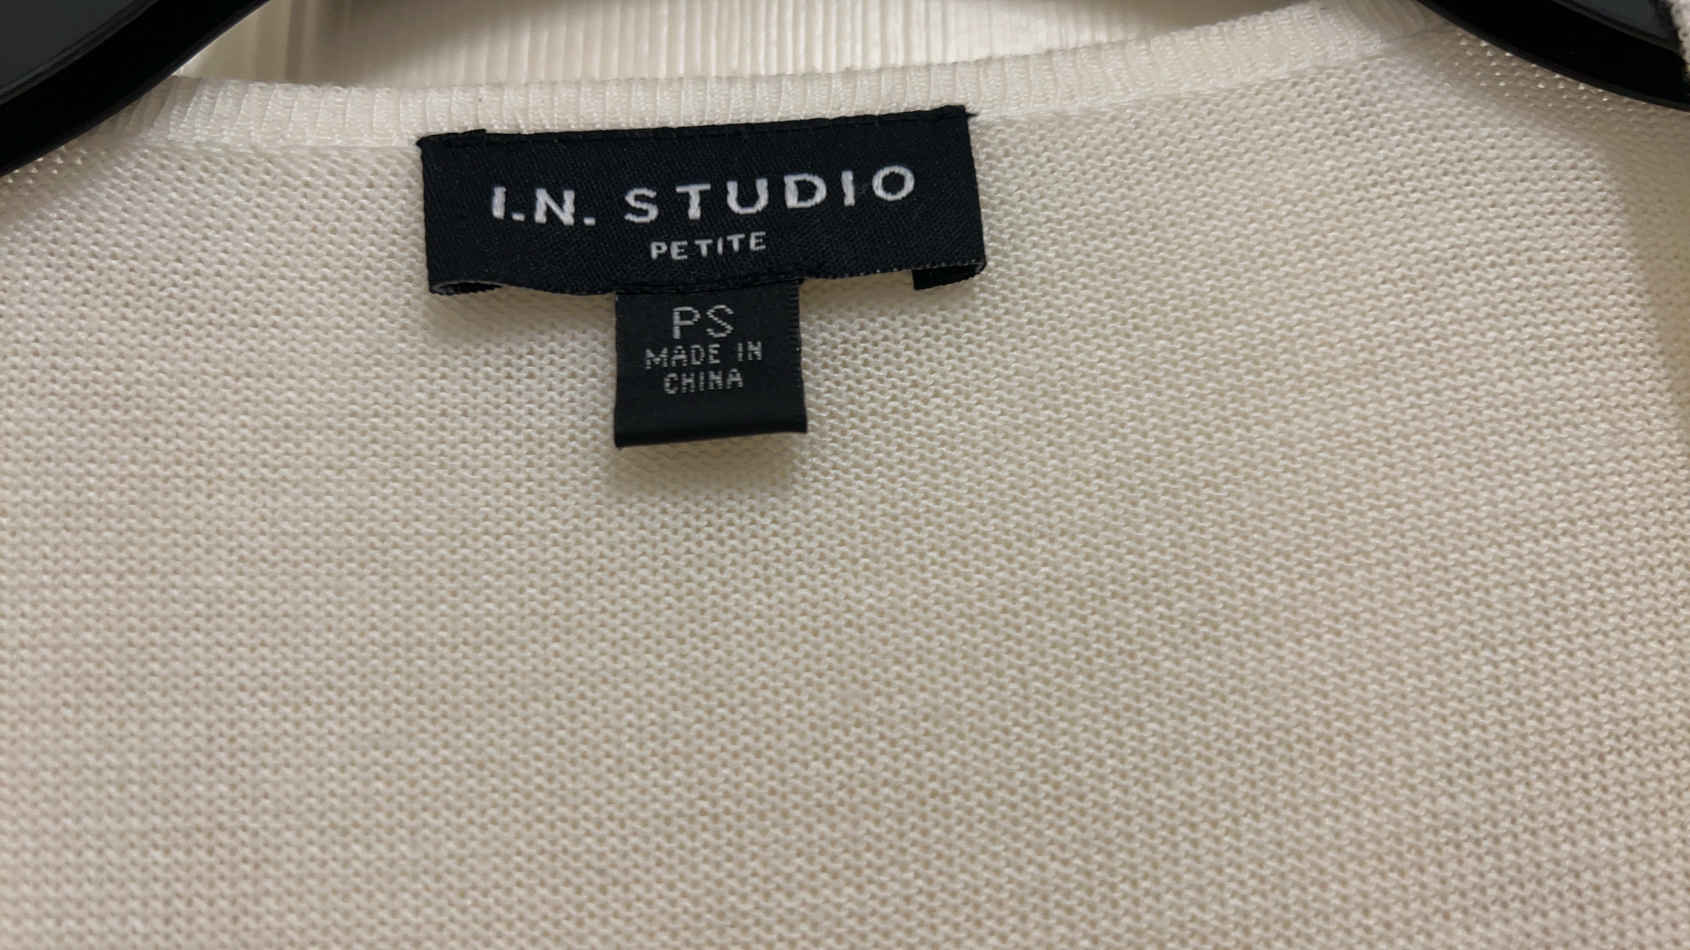 I.N. STUDIO
PETITE
PS
MADE IN
CHINA